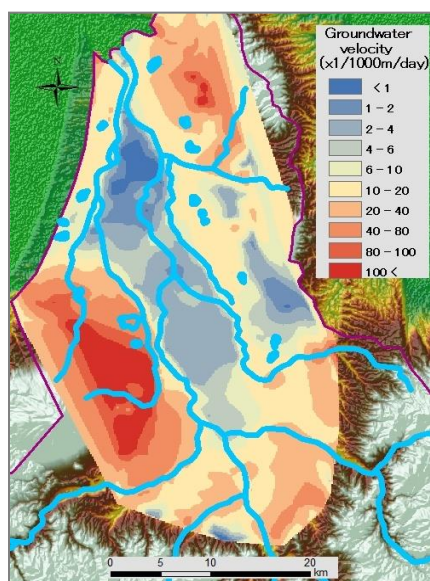 Groundwater
velocity
(x1/1000m/day)
< 1
1 - 2
2 - 4
4 - 6
6 - 10
10 - 20
20 - 40
40 - 80
80 - 100
100 <
N
0 5 10 20
km